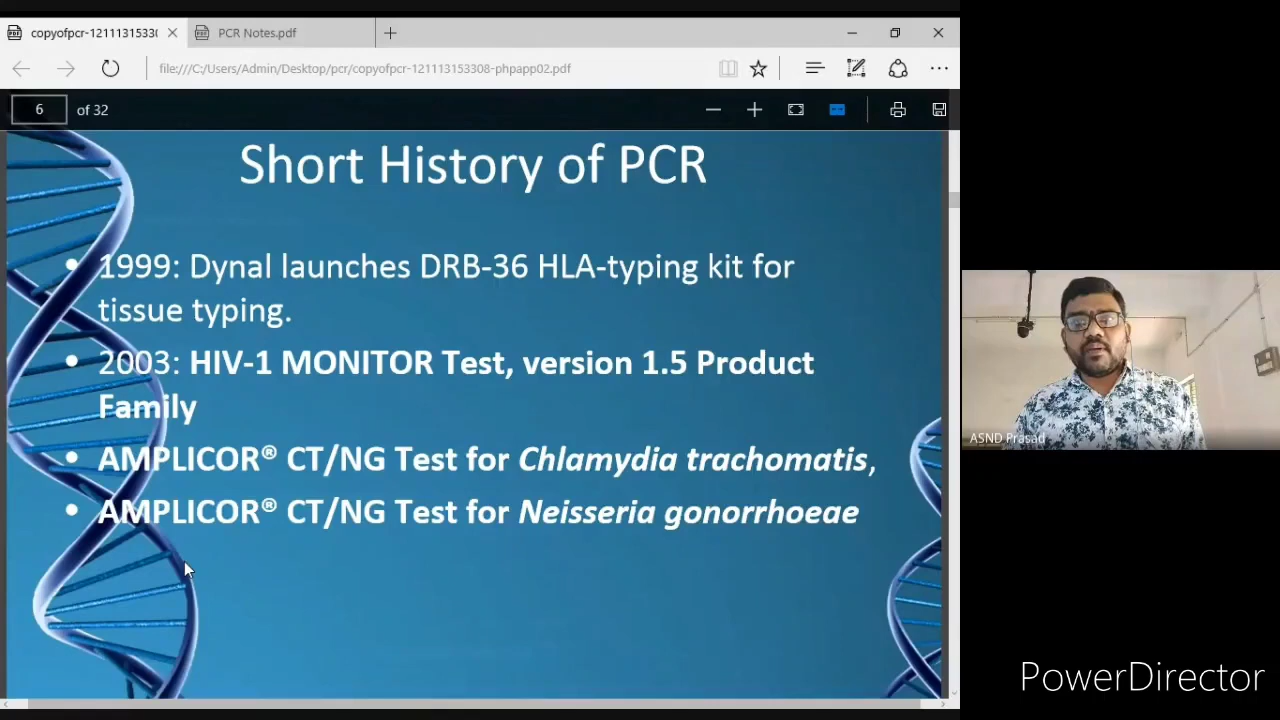 copyofpcr-12111315330
PCR Notes.pdf
file:///C:/Users/Admin/Desktop/pcr/copyofpcr-121113153308-phpapp02.pdf
6 of 32
Short History of PCR
• 1999: Dynal launches DRB-36 HLA-typing kit for
tissue typing.
• 2003: HIV-1 MONITOR Test, version 1.5 Product
Family
• AMPLICOR® CT/NG Test for Chlamydia trachomatis,
• AMPLICOR® CT/NG Test for Neisseria gonorrhoeae
ASND Prasad
PowerDirector